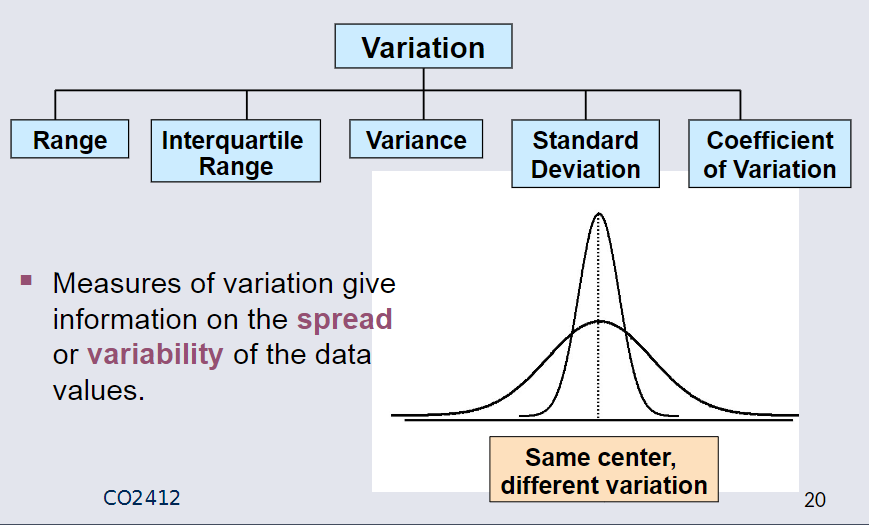 Variation
Range
Interquartile
Range
Variance
Standard
Deviation
Coefficient
of Variation
Measures of variation give
information on the spread
or variability of the data
values.
Same center,
different variation
CO2412
20